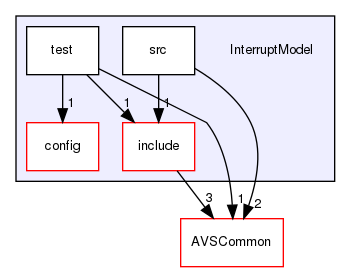 test
src
InterruptModel
1
1
1
config
include
3
1
2
AVSCommon